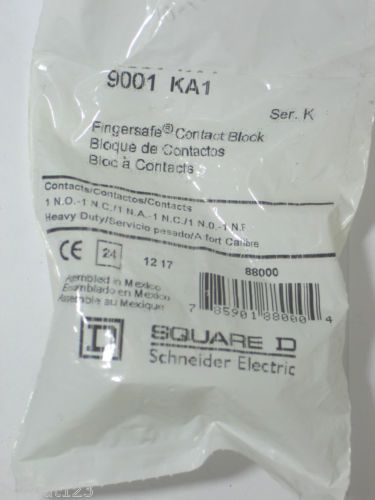 9001 KA1
Ser. K
Fingersafe® Contact Block
Bloque de Contactos
Bloc à Contacts
Contacts/Contactos/Contacts
1 N.O.-1 N.C./1 N.A.-1 N.C./1 N.O.-1 N.F.
Heavy Duty/Servicio pesado/A fort Calibre
CE 24 12 17 88000
Assembled in Mexico
Ensamblado en Mexico
Assemble au Mexique
7 85901 88000 4
D SQUARE D
Schneider Electric